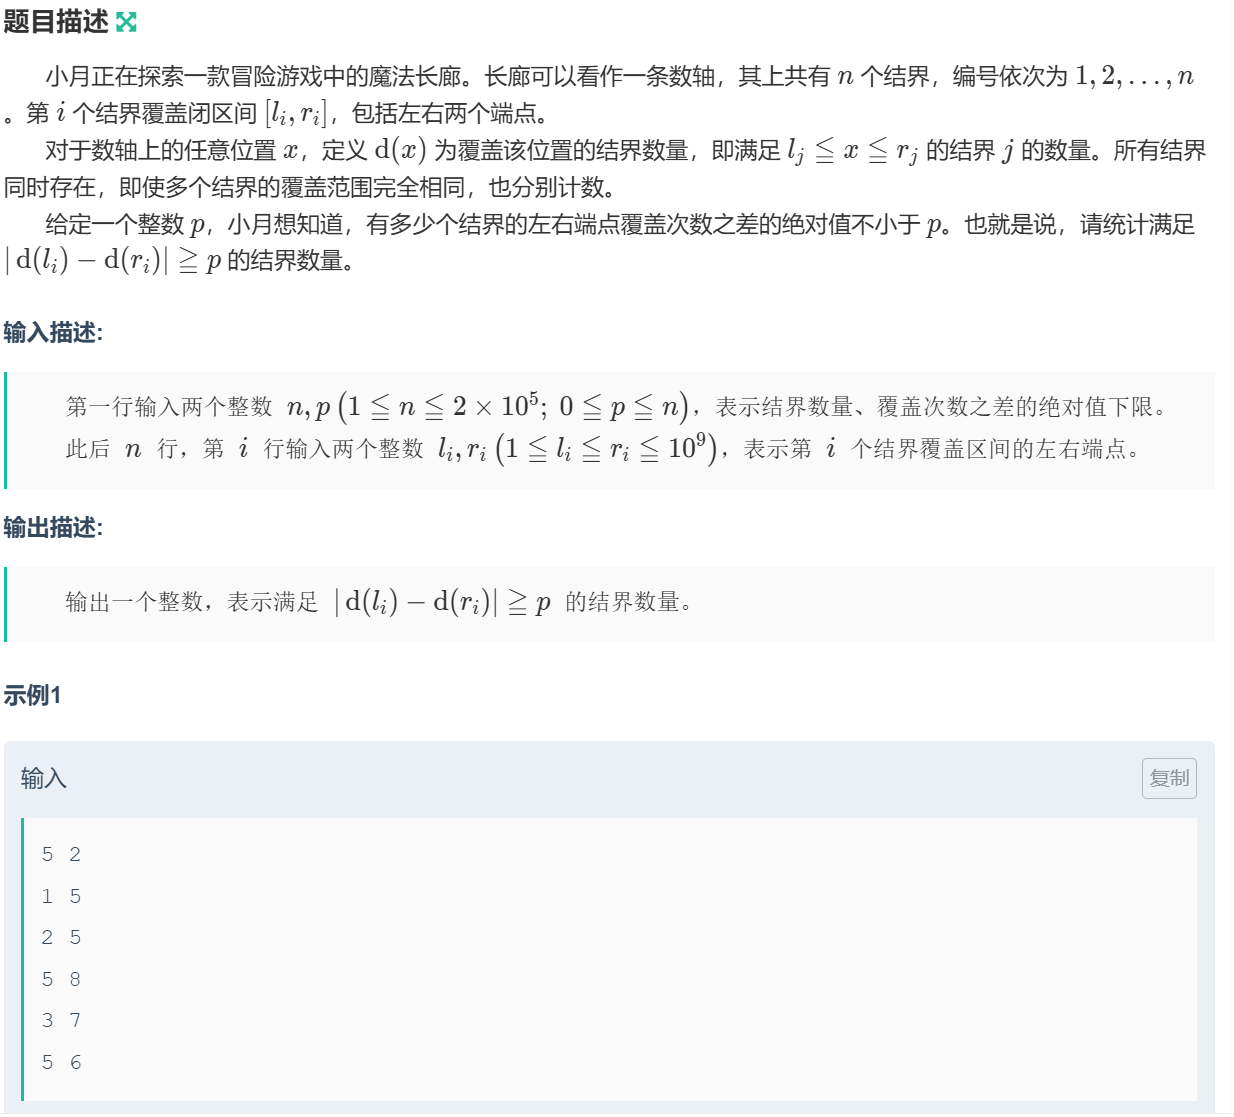 题目描述
小月正在探索一款冒险游戏中的魔法长廊。长廊可以看作一条数轴，其上共有 n 个结界，编号依次为 1, 2, . . . , n
。第 i 个结界覆盖闭区间 [l_i, r_i]，包括左右两个端点。
对于数轴上的任意位置 x，定义 d(x) 为覆盖该位置的结界数量，即满足 l_j ≦ x ≦ r_j 的结界 j 的数量。所有结界
同时存在，即使多个结界的覆盖范围完全相同，也分别计数。
给定一个整数 p，小月想知道，有多少个结界的左右端点覆盖次数之差的绝对值不小于 p。也就是说，请统计满足
| d(l_i) − d(r_i)| ≧ p 的结界数量。
输入描述:
第一行输入两个整数 n, p (1 ≦ n ≦ 2 × 10^5; 0 ≦ p ≦ n)，表示结界数量、覆盖次数之差的绝对值下限。
此后 n 行，第 i 行输入两个整数 l_i, r_i (1 ≦ l_i ≦ r_i ≦ 10^9)，表示第 i 个结界覆盖区间的左右端点。
输出描述:
输出一个整数，表示满足 | d(l_i) − d(r_i)| ≧ p 的结界数量。
示例1
输入 复制
5 2
1 5
2 5
5 8
3 7
5 6